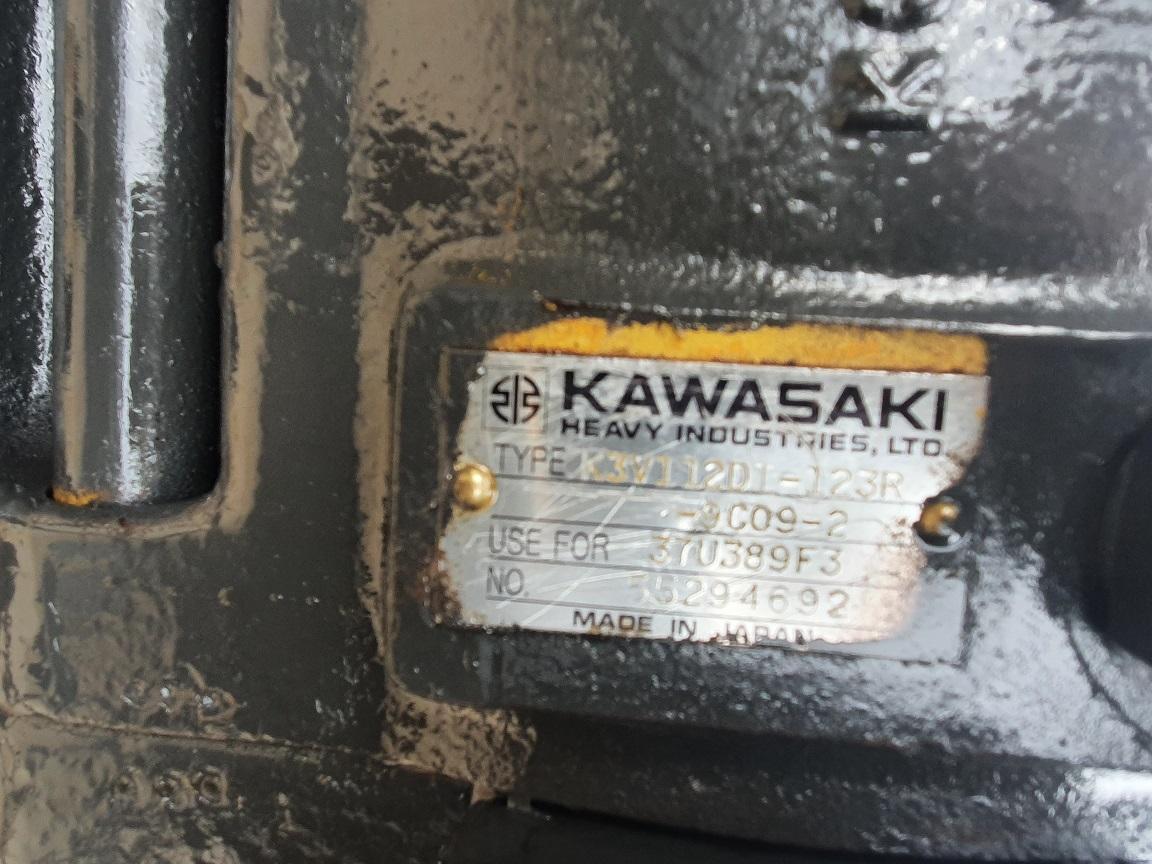 KAWASAKI
HEAVY INDUSTRIES, LTD.
TYPE K3V112DT-123R
-9C09-2
USE FOR 37U389F3
NO.
MADE IN JAPAN
K